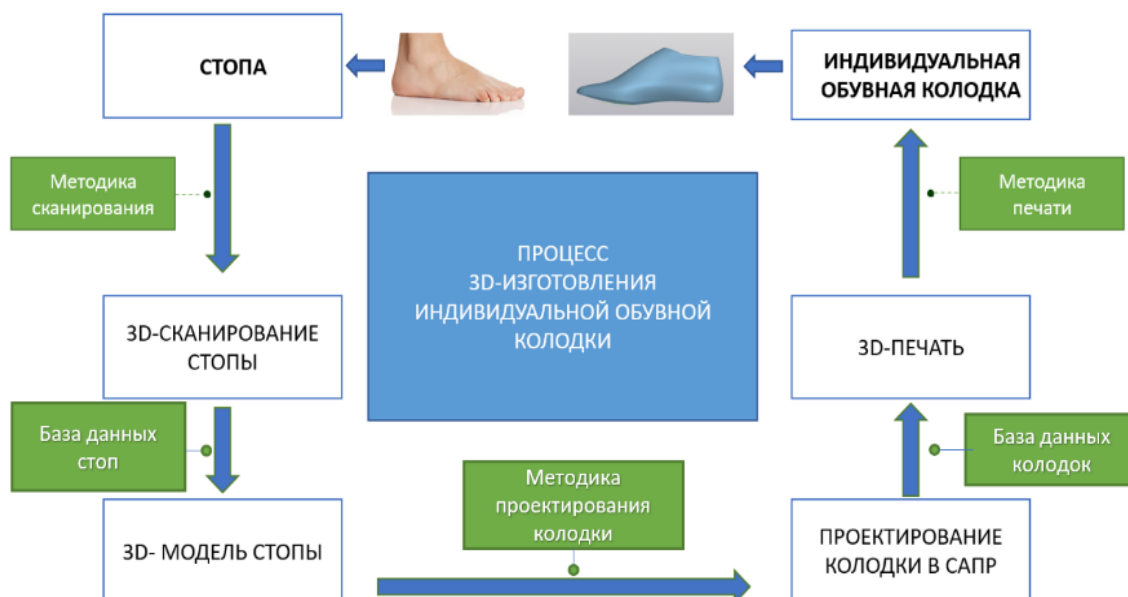 СТОПА
ИНДИВИДУАЛЬНАЯ
ОБУВНАЯ КОЛОДКА
Методика
сканирования
Методика
печати
ПРОЦЕСС
3D-ИЗГОТОВЛЕНИЯ
ИНДИВИДУАЛЬНОЙ ОБУВНОЙ
КОЛОДКИ
3D-СКАНИРОВАНИЕ
СТОПЫ
3D-ПЕЧАТЬ
База данных
стоп
База данных
колодок
Методика
проектирования
колодки
3D- МОДЕЛЬ СТОПЫ
ПРОЕКТИРОВАНИЕ
КОЛОДКИ В САПР